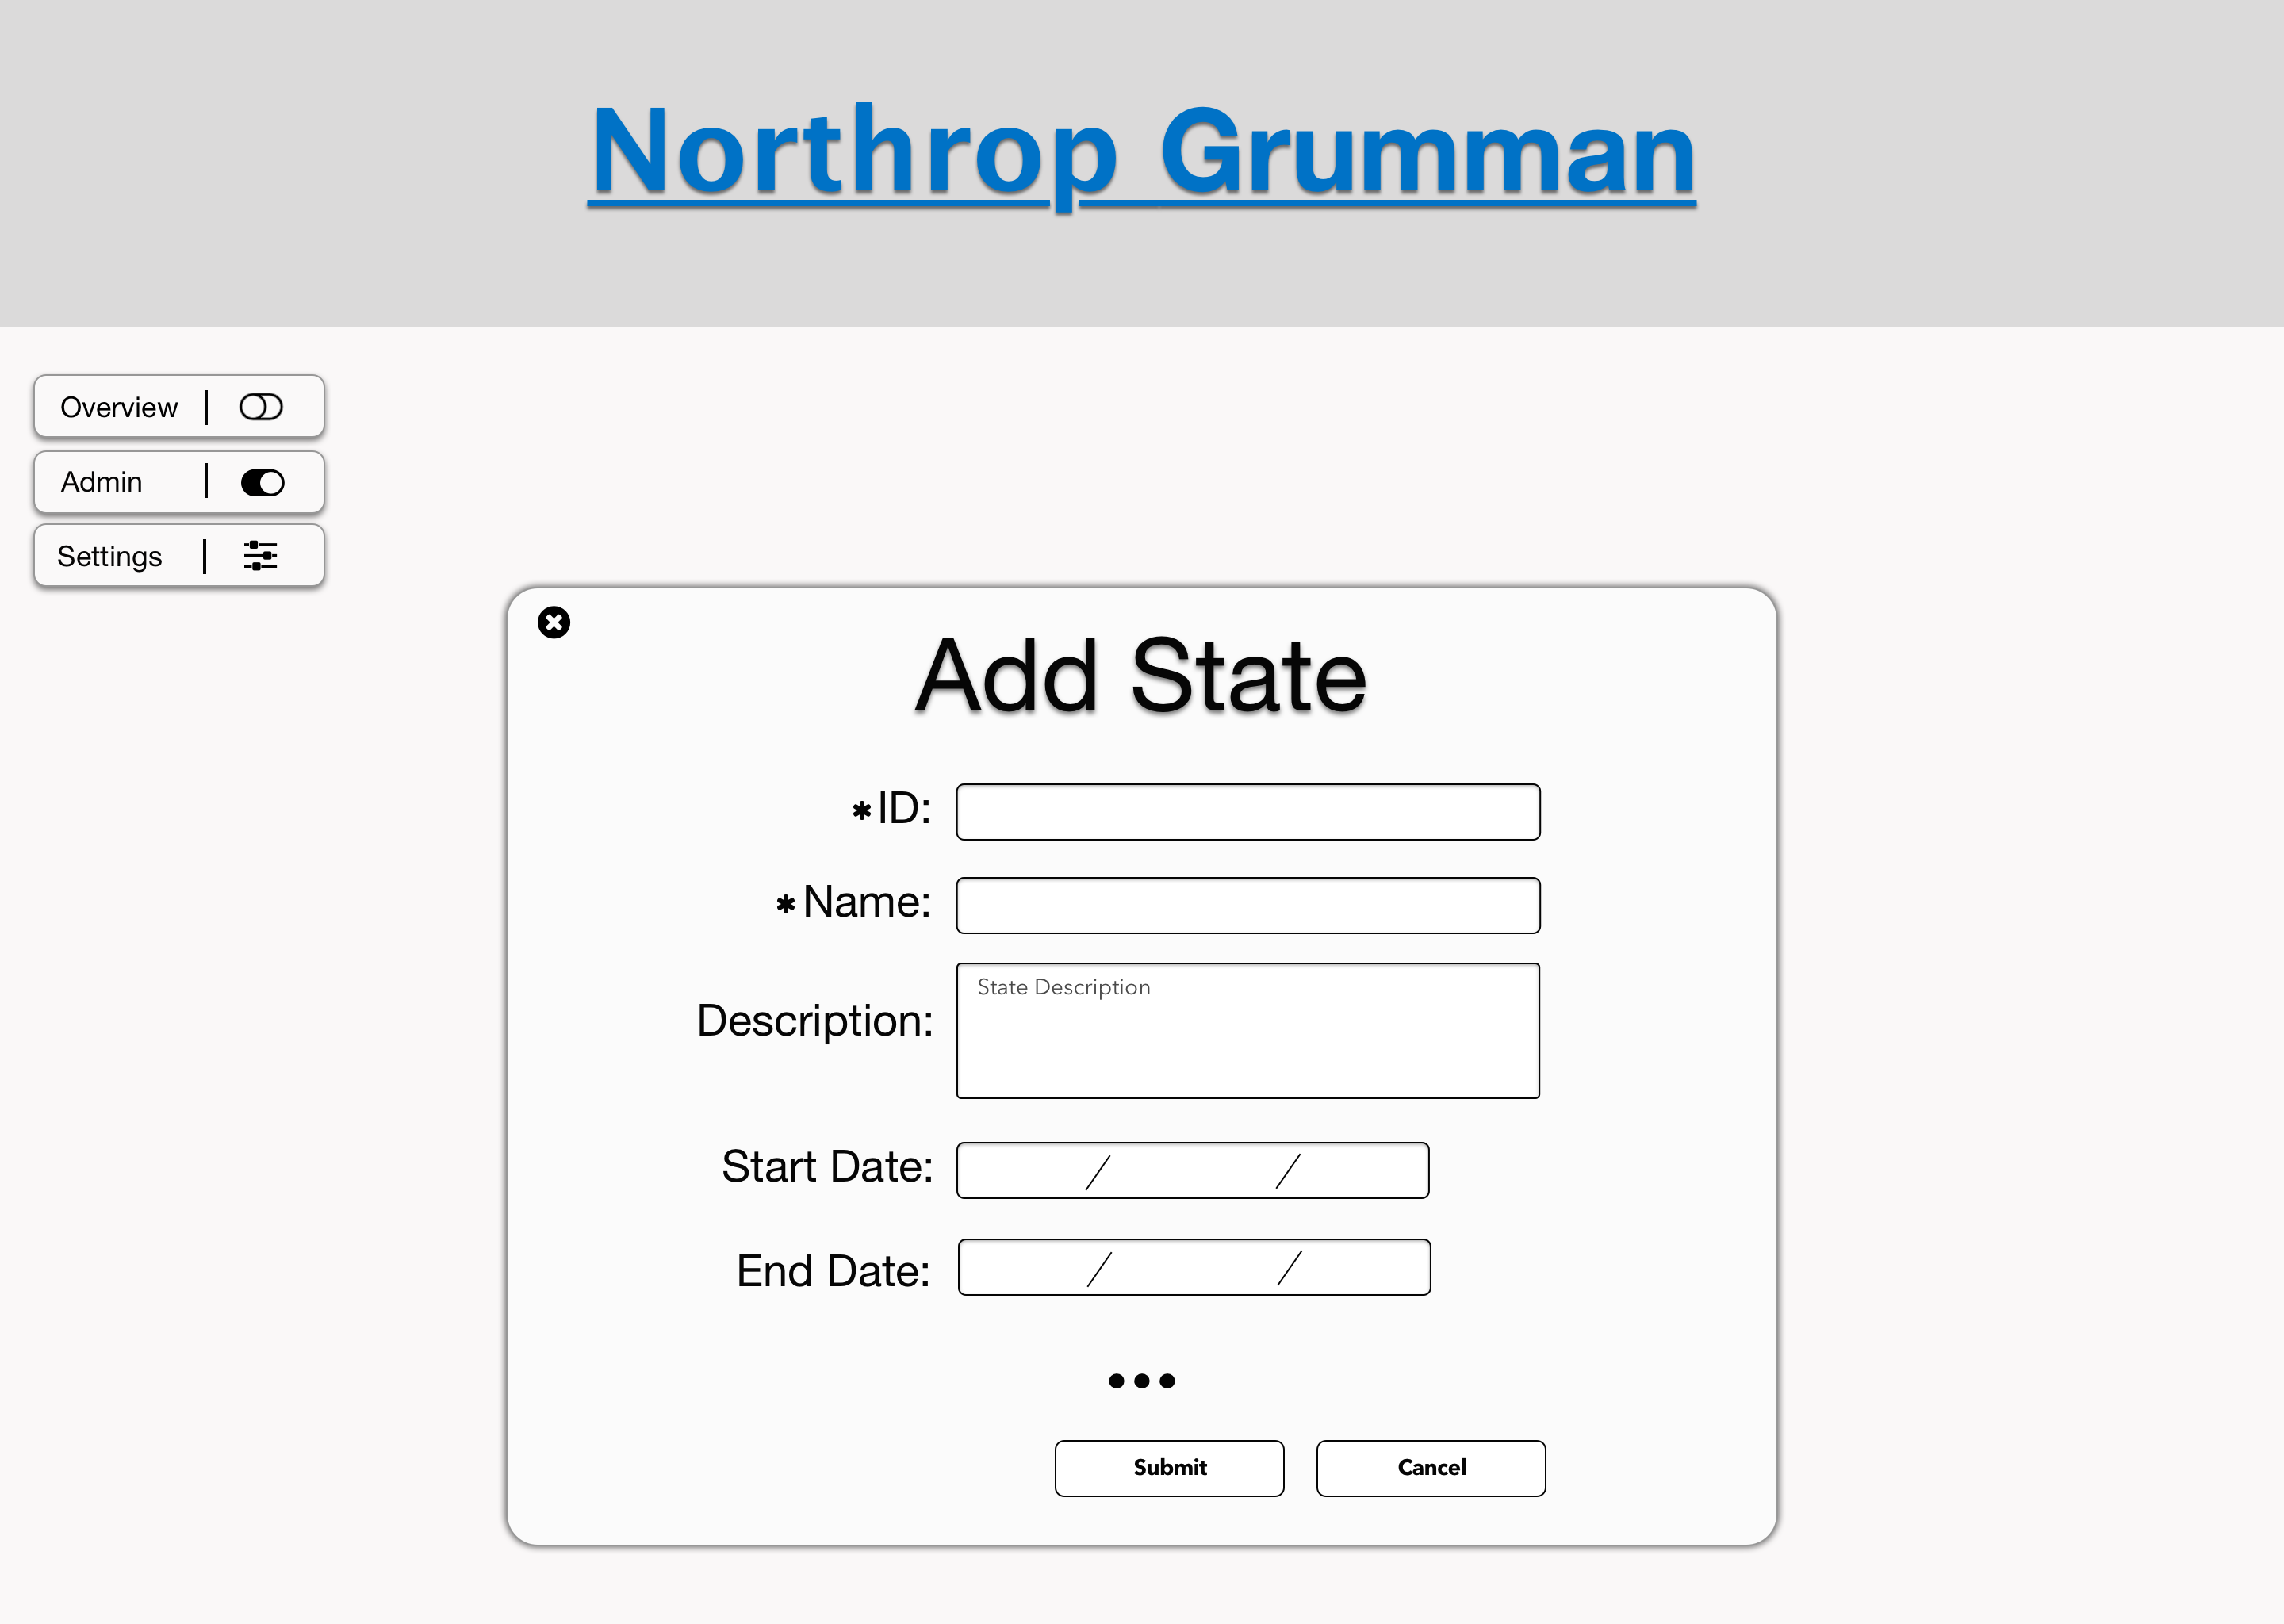 Northrop Grumman
Overview |
Admin |
Settings |
Add State
*ID:
*Name:
Description:
State Description
Start Date: / /
End Date: / /
•••
Submit
Cancel